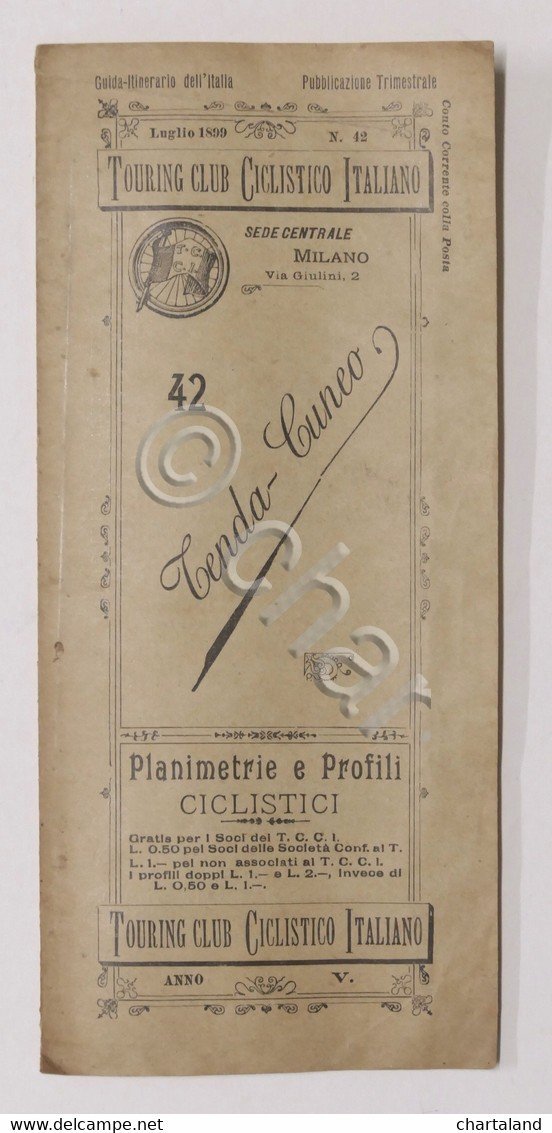 Guida-Itinerario dell'Italia Pubblicazione Trimestrale
Conto Corrente colla Posta
Luglio 1899 N. 42
TOURING CLUB CICLISTICO ITALIANO
T.C.
C.I.
SEDE CENTRALE
MILANO
Via Giulini, 2
42
Tenda-Cuneo
© char
Planimetrie e Profili
CICLISTICI
Gratis per i Soci del T. C. C. I.
L. 0.50 pei Soci delle Società Conf. al T.
L. 1.— pei non associati al T. C. C. I.
I profili doppi L. 1.— e L. 2.—, invece di
L. 0,50 e L. 1.—.
TOURING CLUB CICLISTICO ITALIANO
ANNO V.
delcampe.net
chartaland